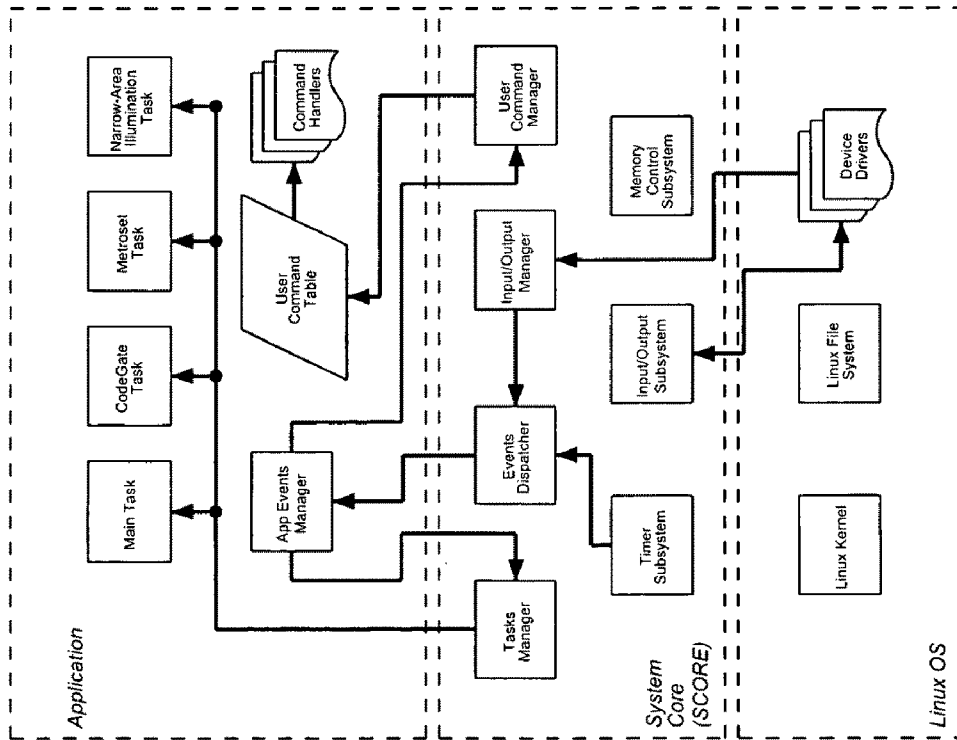 Application
Main Task
CodeGate
Task
Metroset
Task
Narrow-Area
Illumination
Task
App Events
Manager
User
Command
Table
Command
Handlers
System
Core
(SCORE)
Tasks
Manager
Events
Dispatcher
Input/Output
Manager
User
Command
Manager
Timer
Subsystem
Input/Output
Subsystem
Memory
Control
Subsystem
Linux OS
Linux Kernel
Linux File
System
Device
Drivers